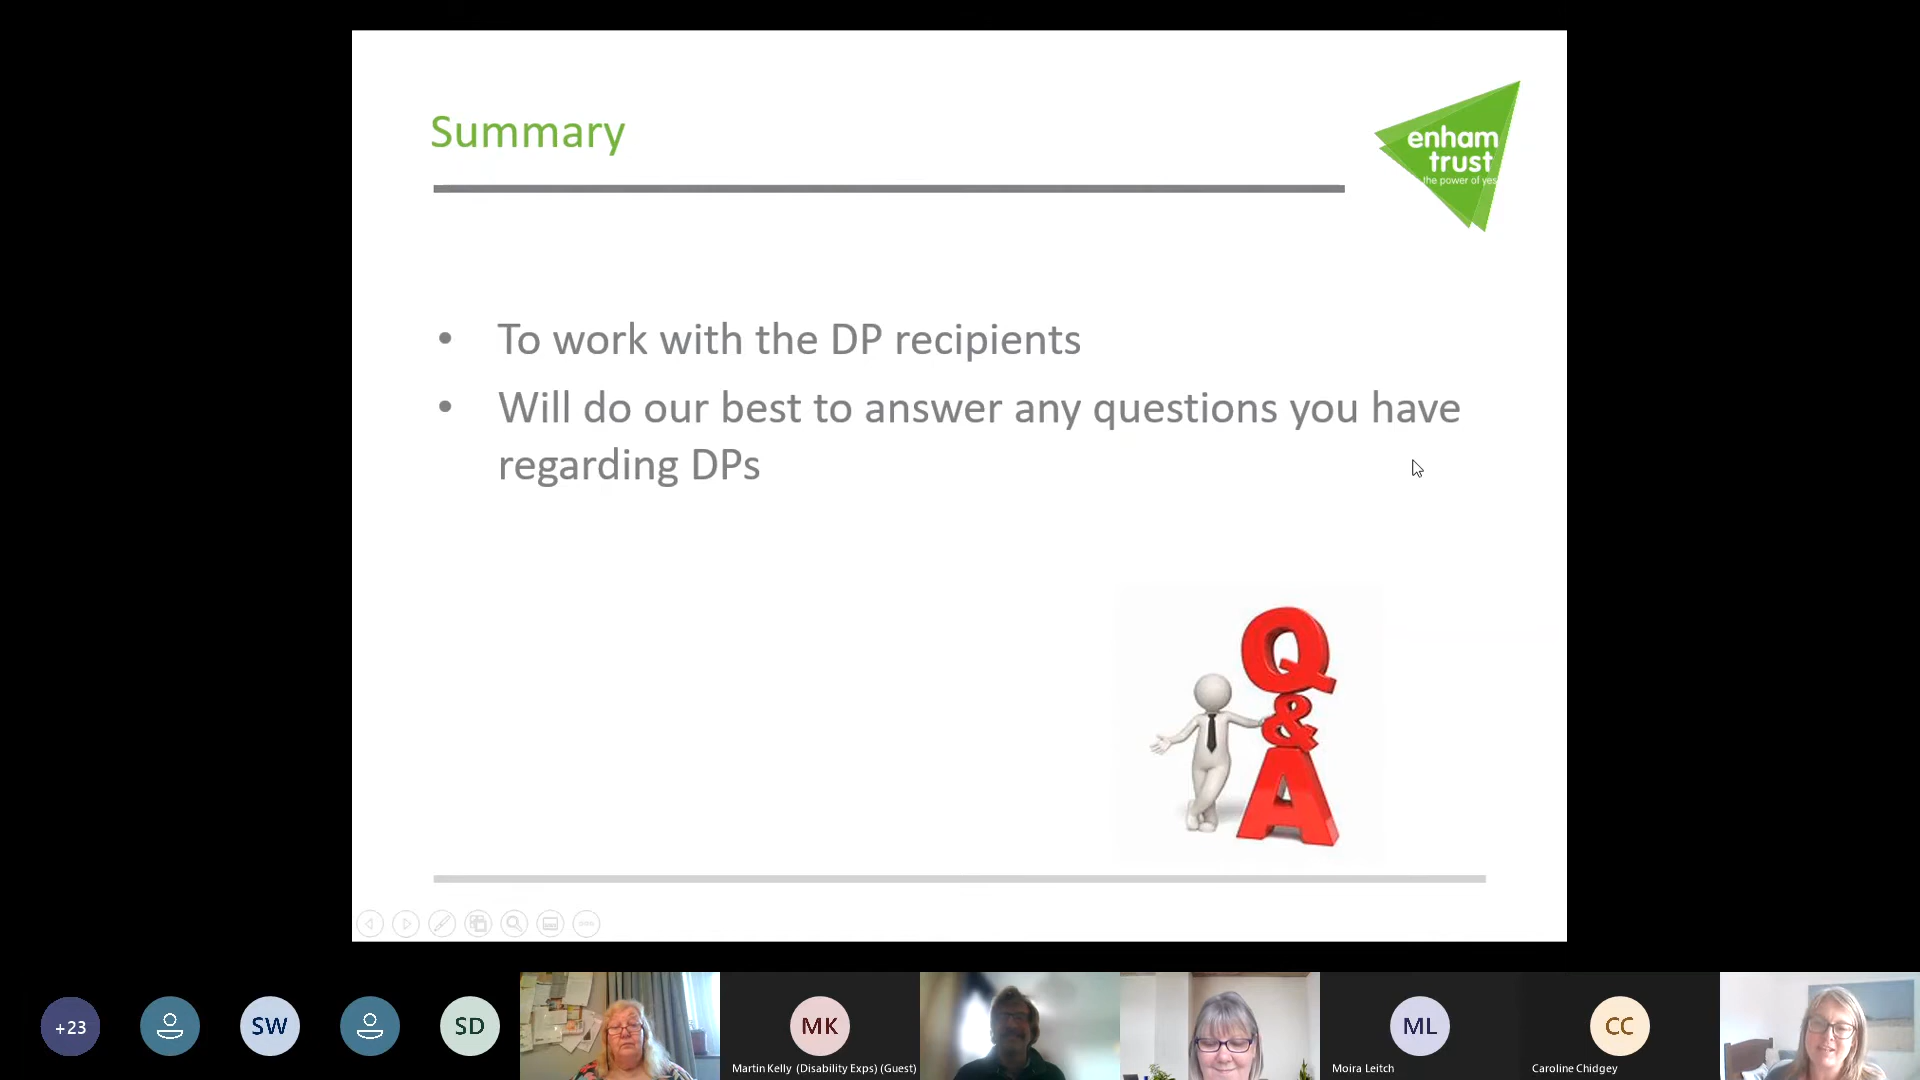 Summary
enham
trust
the power of yes
• To work with the DP recipients
• Will do our best to answer any questions you have
regarding DPs
Q
&
A
+23
SW
SD
MK
ML
CC
Martin Kelly (Disability Exps) (Guest)
Moira Leitch
Caroline Chidgey